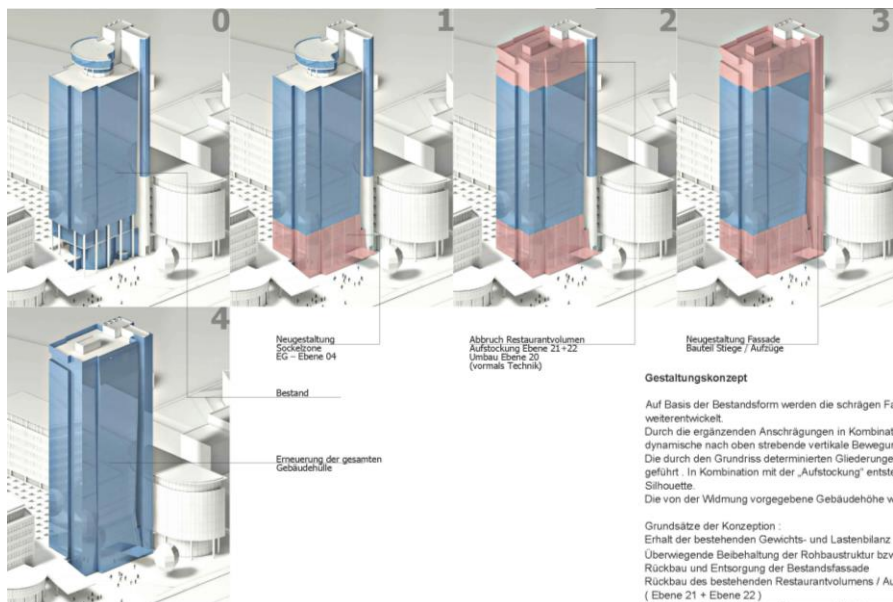 0
1
2
3
4
Neugestaltung
Sockelzone
EG – Ebene 04
Abbruch Restaurantvolumen
Aufstockung Ebene 21+22
Umbau Ebene 20
(vormals Technik)
Neugestaltung Fassade
Bauteil Stiege / Aufzüge
Bestand
Erneuerung der gesamten
Gebäudehülle
Gestaltungskonzept
Auf Basis der Bestandsform werden die schrägen
weiterentwickelt.
Durch die ergänzenden Anschrägungen in
dynamische nach oben strebende vertikale
Die durch den Grundriss determinierten
geführt . In Kombination mit der „Aufstockung“
Silhouette.
Die von der Widmung vorgegebene Gebäudehöhe
Grundsätze der Konzeption :
Erhalt der bestehenden Gewichts- und Lastenbilanz
Überwiegende Beibehaltung der Rohbaustruktur bzw
Rückbau und Entsorgung der Bestandsfassade
Rückbau des bestehenden Restaurantvolumens /
( Ebene 21 + Ebene 22 )